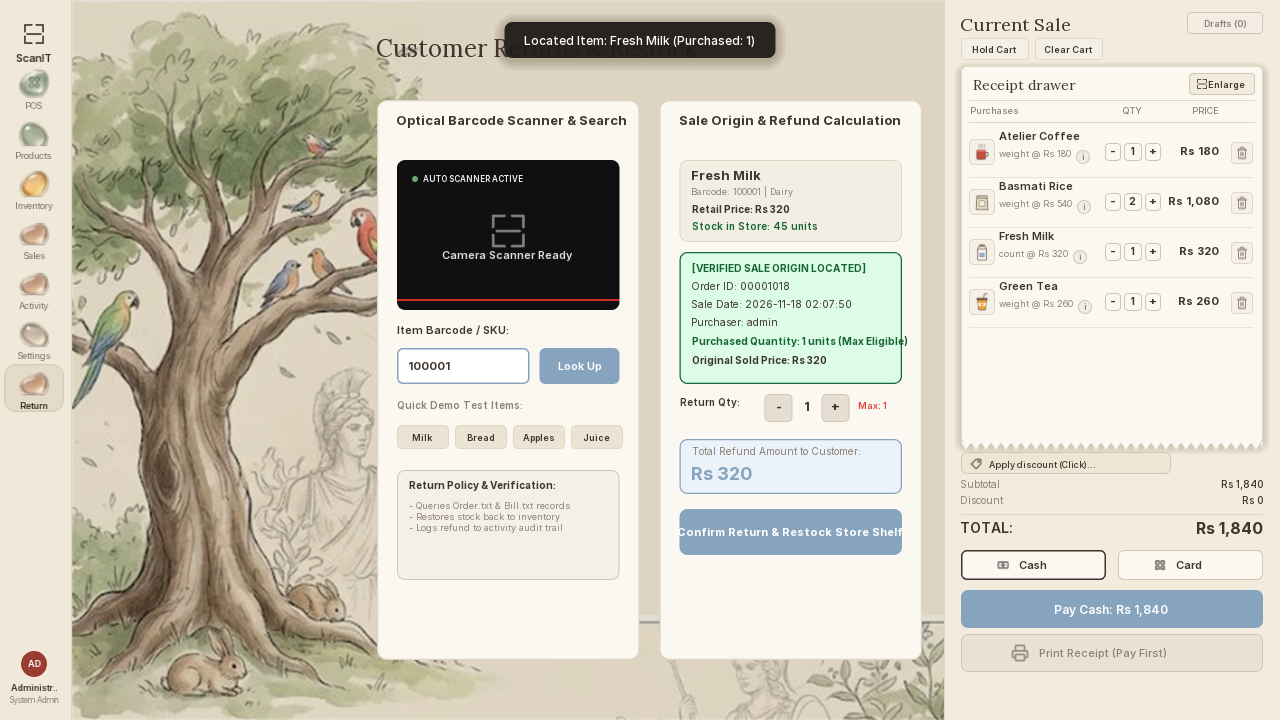 ScanIT
POS
Products
Inventory
Sales
Activity
Settings
Return
AD
Administr..
System Admin
Customer
Located Item: Fresh Milk (Purchased: 1)
Optical Barcode Scanner & Search
AUTO SCANNER ACTIVE
Camera Scanner Ready
Item Barcode / SKU:
100001
Look Up
Quick Demo Test Items:
Milk
Bread
Apples
Juice
Return Policy & Verification:
- Queries Order.txt & Bill.txt records
- Restores stock back to inventory
- Logs refund to activity audit trail
Sale Origin & Refund Calculation
Fresh Milk
Barcode: 100001 | Dairy
Retail Price: Rs 320
Stock in Store: 45 units
[VERIFIED SALE ORIGIN LOCATED]
Order ID: 00001018
Sale Date: 2026-11-18 02:07:50
Purchaser: admin
Purchased Quantity: 1 units (Max Eligible)
Original Sold Price: Rs 320
Return Qty:
- 1 +
Max: 1
Total Refund Amount to Customer:
Rs 320
Confirm Return & Restock Store Shelf
Current Sale
Drafts (0)
Hold Cart
Clear Cart
Receipt drawer
Enlarge
Purchases QTY PRICE
Atelier Coffee
weight @ Rs 180 i
- 1 + Rs 180
Basmati Rice
weight @ Rs 540 i
- 2 + Rs 1,080
Fresh Milk
count @ Rs 320 i
- 1 + Rs 320
Green Tea
weight @ Rs 260 i
- 1 + Rs 260
Apply discount (Click)...
Subtotal Rs 1,840
Discount Rs 0
TOTAL: Rs 1,840
Cash
Card
Pay Cash: Rs 1,840
Print Receipt (Pay First)